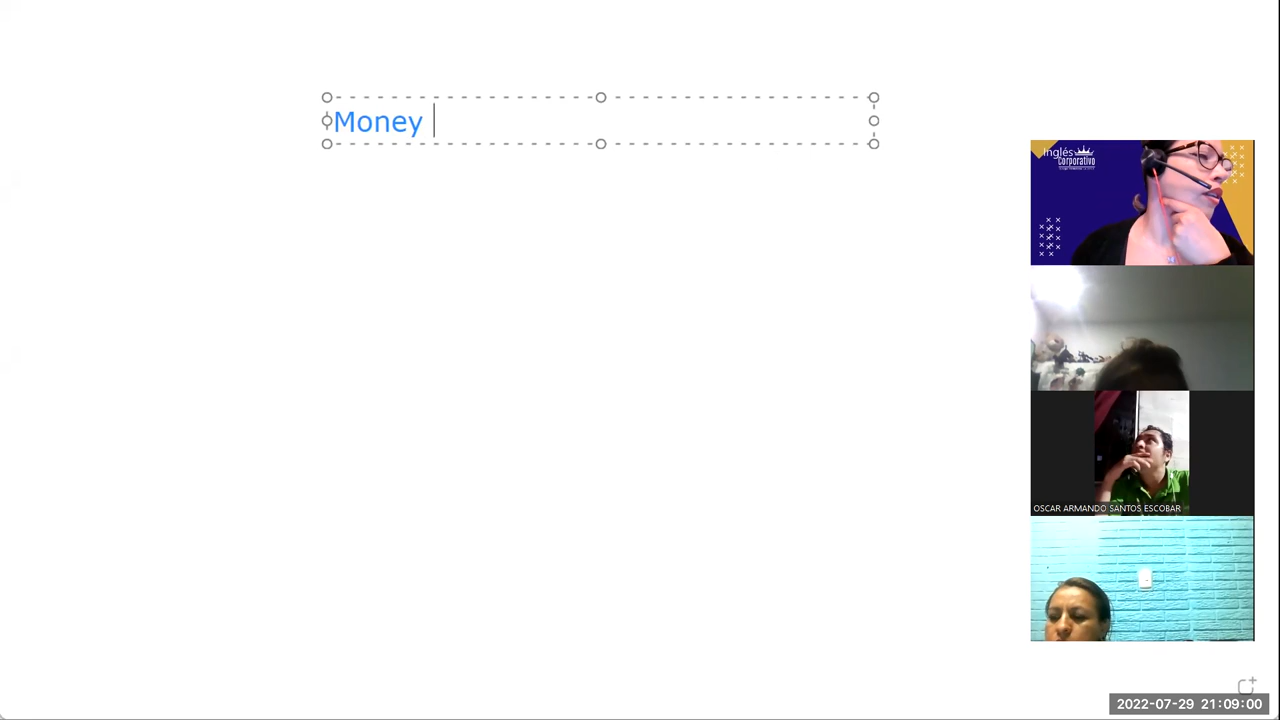 Money
Inglés
Corporativo
OSCAR ARMANDO SANTOS ESCOBAR
2022-07-29 21:09:00